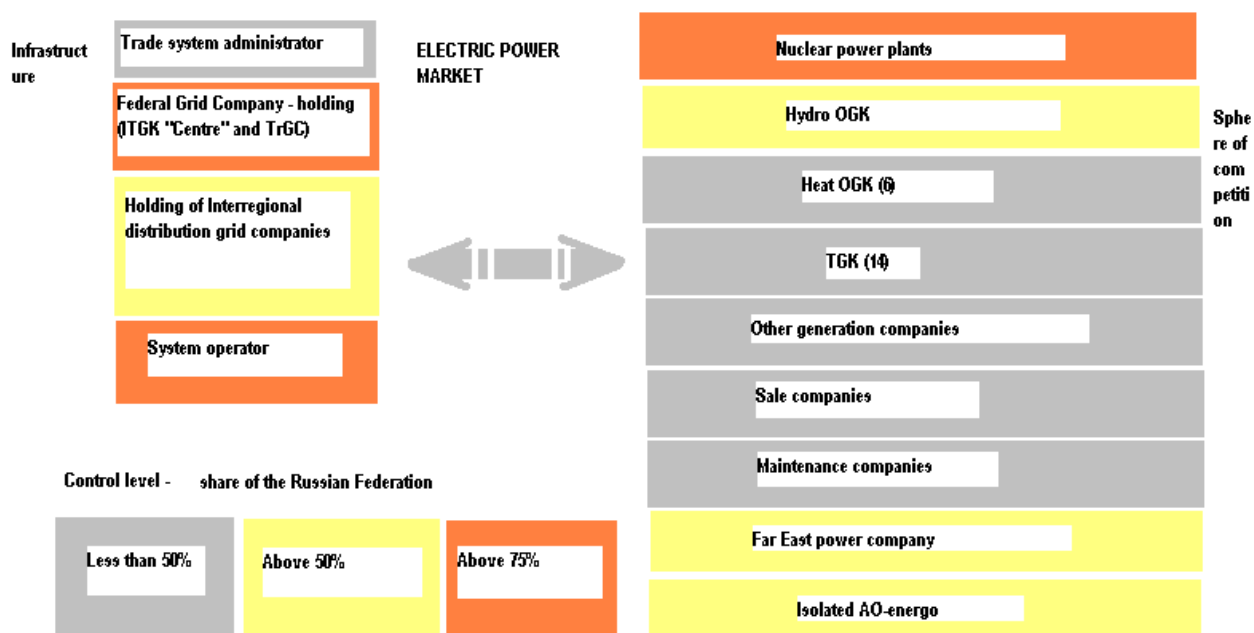 Infrastruct
ure
Trade system administrator
Federal Grid Company - holding
(ITGK "Centre" and TrGC)
Holding of Interregional
distribution grid companies
System operator
ELECTRIC POWER
MARKET
Nuclear power plants
Hydro OGK
Heat OGK (6)
TGK (14)
Other generation companies
Sale companies
Maintenance companies
Far East power company
Isolated AO-energo
Sphe
re of
com
petiti
on
Control level - share of the Russian Federation
Less than 50%
Above 50%
Above 75%